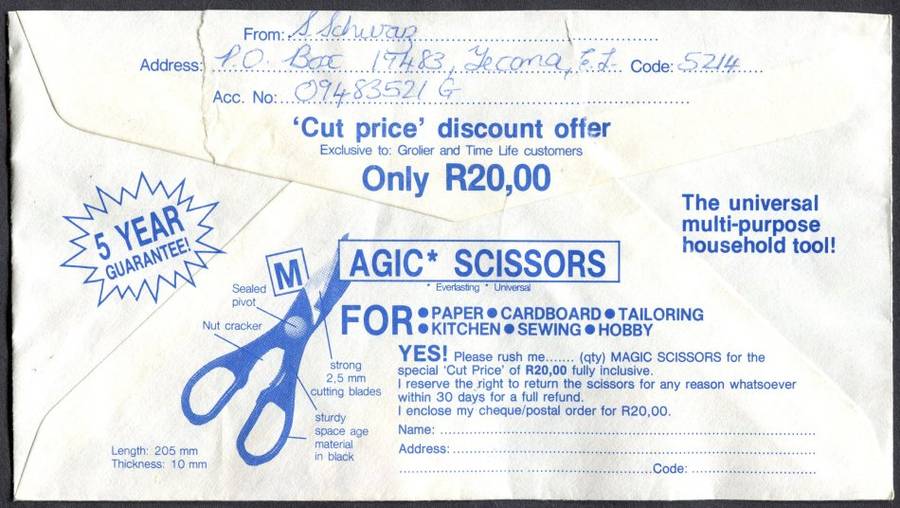 From: S Schwarz
Address: P.O. Box 17483, Tecoma, E.L. Code: 5214
Acc. No: 09483521 G
'Cut price' discount offer
Exclusive to: Grolier and Time Life customers
Only R20,00
5 YEAR
GUARANTEE!
The universal
multi-purpose
household tool!
MAGIC* SCISSORS
* Everlasting * Universal
Sealed
pivot
Nut cracker
strong
2,5 mm
cutting blades
sturdy
space age
material
in black
Length: 205 mm
Thickness: 10 mm
FOR • PAPER • CARDBOARD • TAILORING
• KITCHEN • SEWING • HOBBY
YES! Please rush me....... (qty) MAGIC SCISSORS for the
special 'Cut Price' of R20,00 fully inclusive.
I reserve the right to return the scissors for any reason whatsoever
within 30 days for a full refund.
I enclose my cheque/postal order for R20,00.
Name:
Address:
Code: